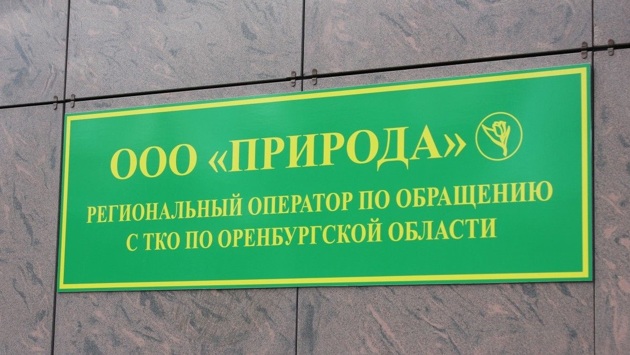 ООО «ПРИРОДА»
РЕГИОНАЛЬНЫЙ ОПЕРАТОР ПО ОБРАЩЕНИЮ
С ТКО ПО ОРЕНБУРГСКОЙ ОБЛАСТИ